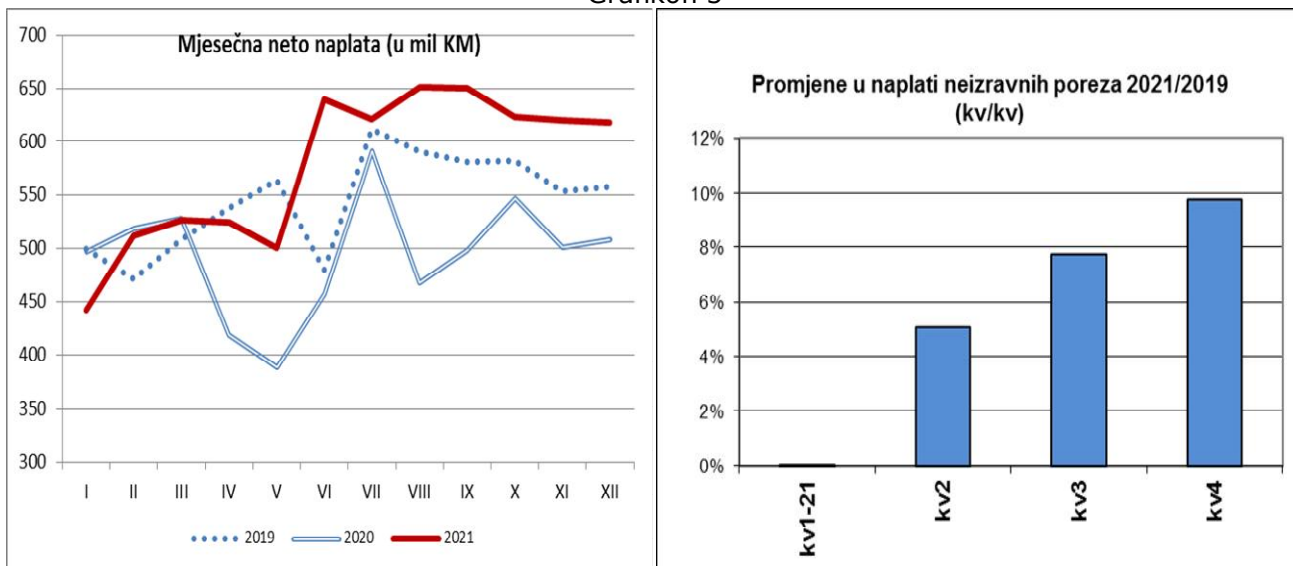 Grafikon 3
Mjesečna neto naplata (u mil KM)
700
650
600
550
500
450
400
350
300
I II III IV V VI VII VIII IX X XI XII
2019 2020 2021
Promjene u naplati neizravnih poreza 2021/2019
(kv/kv)
12%
10%
8%
6%
4%
2%
0%
kv1-21
kv2
kv3
kv4